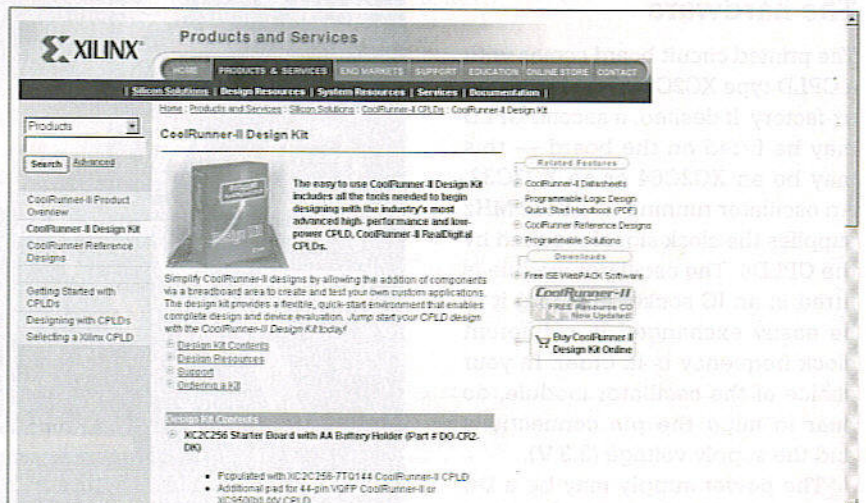 XILINX®
Products and Services
HOME PRODUCTS & SERVICES END MARKETS SUPPORT EDUCATION ONLINE STORE CONTACT
| Silicon Solutions | Design Resources | System Resources | Services | Documentation |
Home : Products and Services : Silicon Solutions : CoolRunner-II CPLDs : CoolRunner-II Design Kit
Products
Search Advanced
CoolRunner-II Product
Overview
CoolRunner-II Design Kit
CoolRunner Reference
Designs
Getting Started with
CPLDs
Designing with CPLDs
Selecting a Xilinx CPLD
CoolRunner-II Design Kit
The easy to use CoolRunner-II Design Kit
includes all the tools needed to begin
designing with the industry's most
advanced high- performance and low-
power CPLD, CoolRunner-II RealDigital
CPLDs.
Simplify CoolRunner-II designs by allowing the addition of components
via a breadboard area to create and test your own custom applications.
The design kit provides a flexible, quick-start environment that enables
complete design and device evaluation. Jump start your CPLD design
with the CoolRunner-II Design Kit today!
Design Kit Contents
Design Resources
Support
Ordering a Kit
Design Kit Contents
XC2C256 Starter Board with AA Battery Holder (Part # DO-CR2-
DK)
• Populated with XC2C256-7TQ144 CoolRunner-II CPLD
• Additional pad for 44-pin VQFP CoolRunner-II or
Related Features
CoolRunner-II Datasheets
Programmable Logic Design
Quick Start Handbook (PDF)
CoolRunner Reference Designs
Programmable Solutions
Downloads
Free ISE WebPACK Software
CoolRunner-II
FREE Resource CD
Now Updated!
Buy CoolRunner II
Design Kit Online